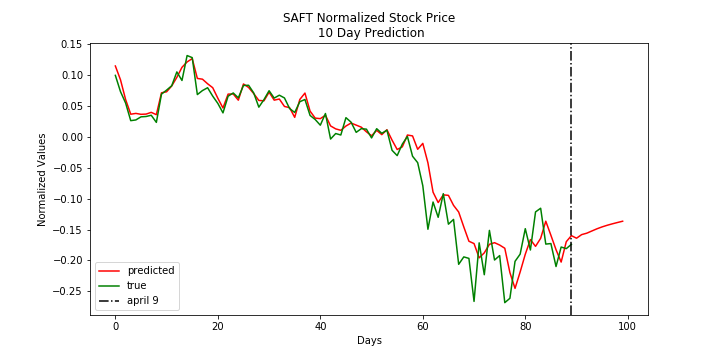 SAFT Normalized Stock Price
10 Day Prediction
Normalized Values
0.15
0.10
0.05
0.00
−0.05
−0.10
−0.15
−0.20
−0.25
predicted
true
april 9
0 20 40 60 80 100
Days